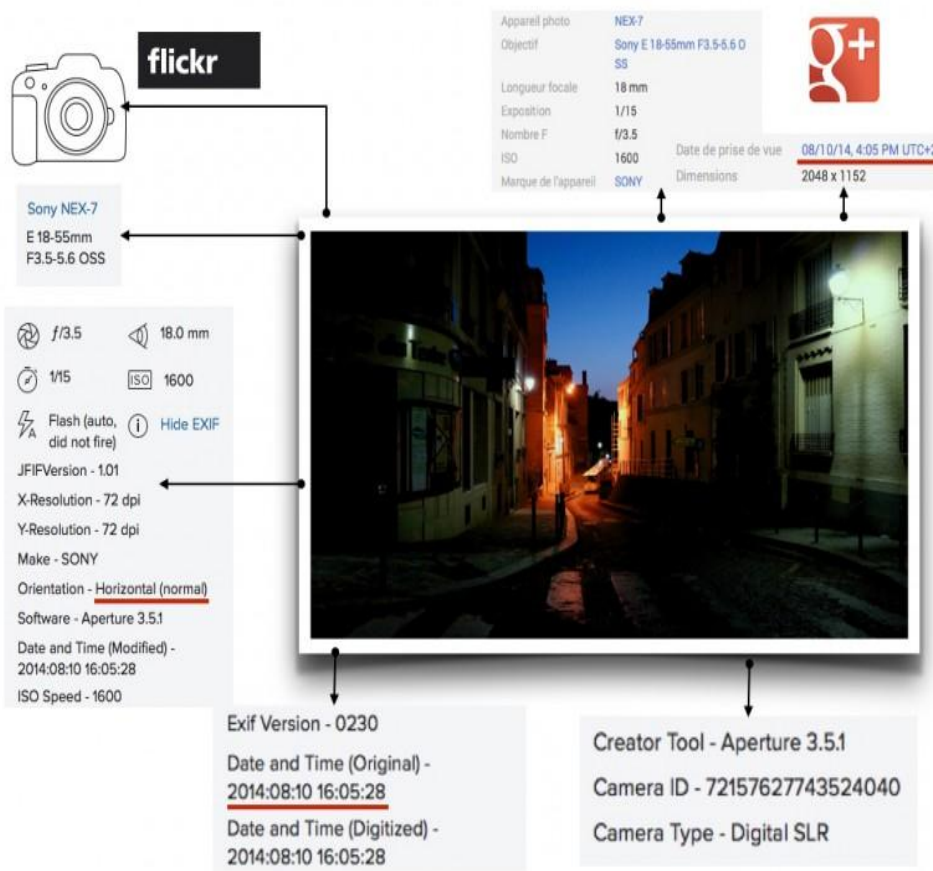 flickr
Appareil photo NEX-7
Objectif Sony E 18-55mm F3.5-5.6 O
SS
Longueur focale 18 mm
Exposition 1/15
Nombre F f/3.5
ISO 1600
Marque de l'appareil SONY
g+
Date de prise de vue 08/10/14, 4:05 PM UTC+2
Dimensions 2048 x 1152
Sony NEX-7
E 18-55mm
F3.5-5.6 OSS
f/3.5 18.0 mm
1/15 ISO 1600
A Flash (auto,
did not fire)
i Hide EXIF
JFIFVersion - 1.01
X-Resolution - 72 dpi
Y-Resolution - 72 dpi
Make - SONY
Orientation - Horizontal (normal)
Software - Aperture 3.5.1
Date and Time (Modified) -
2014:08:10 16:05:28
ISO Speed - 1600
Exif Version - 0230
Date and Time (Original) -
2014:08:10 16:05:28
Date and Time (Digitized) -
2014:08:10 16:05:28
Creator Tool - Aperture 3.5.1
Camera ID - 72157627743524040
Camera Type - Digital SLR